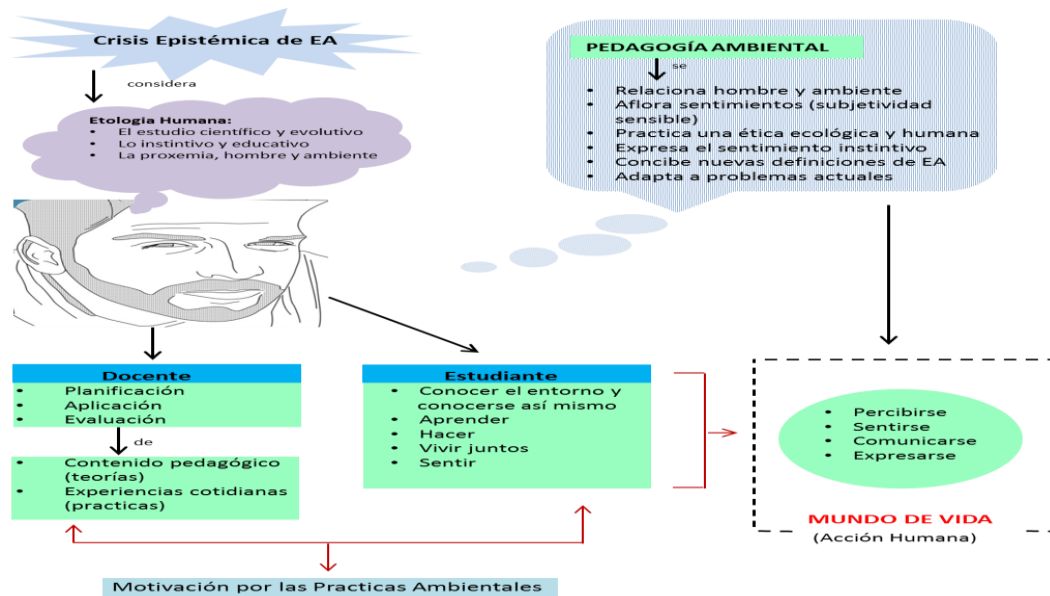 Crisis Epistémica de EA
considera
Etologia Humana:
• El estudio científico y evolutivo
• Lo instintivo y educativo
• La proxemia, hombre y ambiente
PEDAGOGÍA AMBIENTAL
se
• Relaciona hombre y ambiente
• Aflora sentimientos (subjetividad
sensible)
• Practica una ética ecológica y humana
• Expresa el sentimiento instintivo
• Concibe nuevas definiciones de EA
• Adapta a problemas actuales
Docente
• Planificación
• Aplicación
• Evaluación
de
• Contenido pedagógico
(teorías)
• Experiencias cotidianas
(practicas)
Estudiante
• Conocer el entorno y
conocerse así mismo
• Aprender
• Hacer
• Vivir juntos
• Sentir
• Percibirse
• Sentirse
• Comunicarse
• Expresarse
MUNDO DE VIDA
(Acción Humana)
Motivación por las Practicas Ambientales